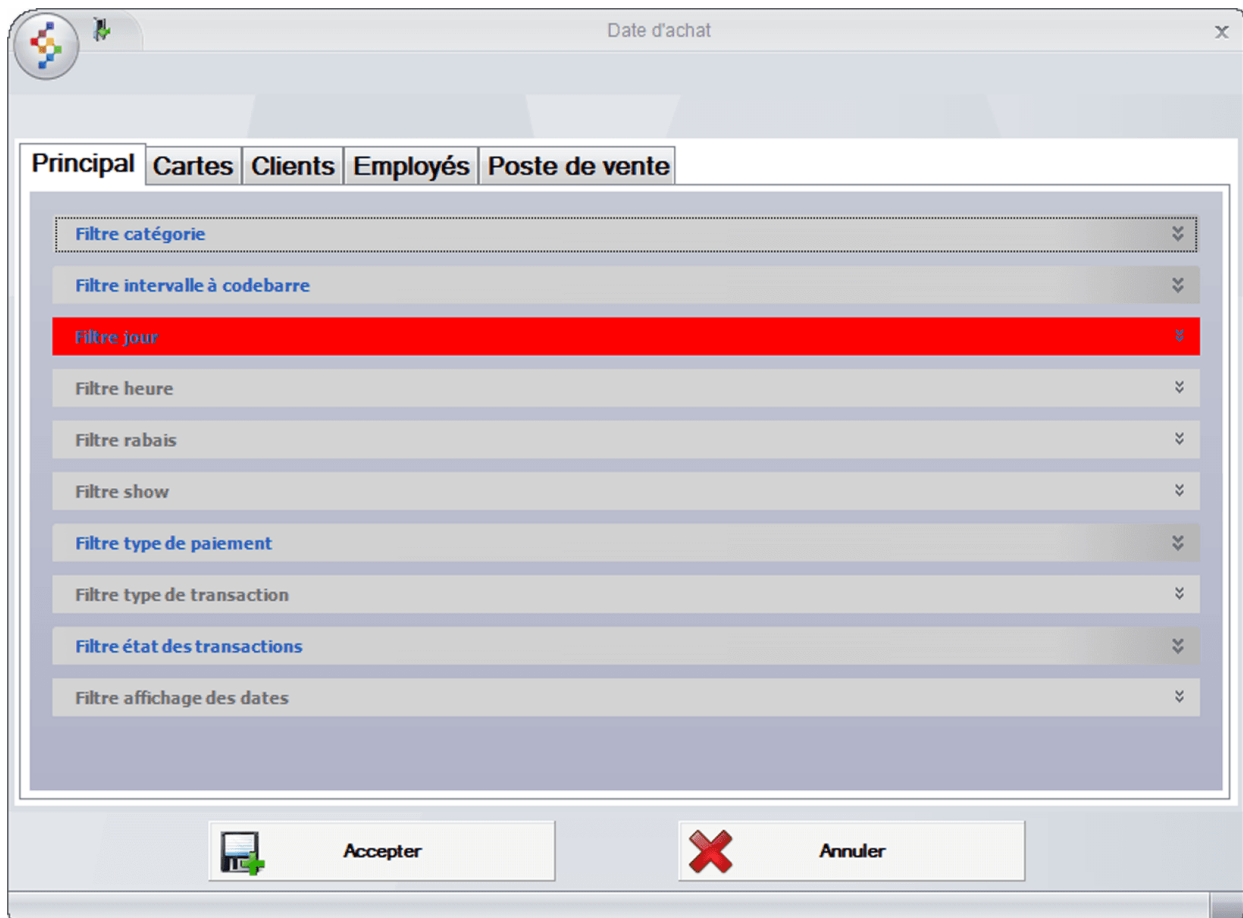 Date d'achat
Principal
Cartes
Clients
Employés
Poste de vente
Filtre catégorie
Filtre intervalle à codebarre
Filtre jour
Filtre heure
Filtre rabais
Filtre show
Filtre type de paiement
Filtre type de transaction
Filtre état des transactions
Filtre affichage des dates
Accepter
Annuler